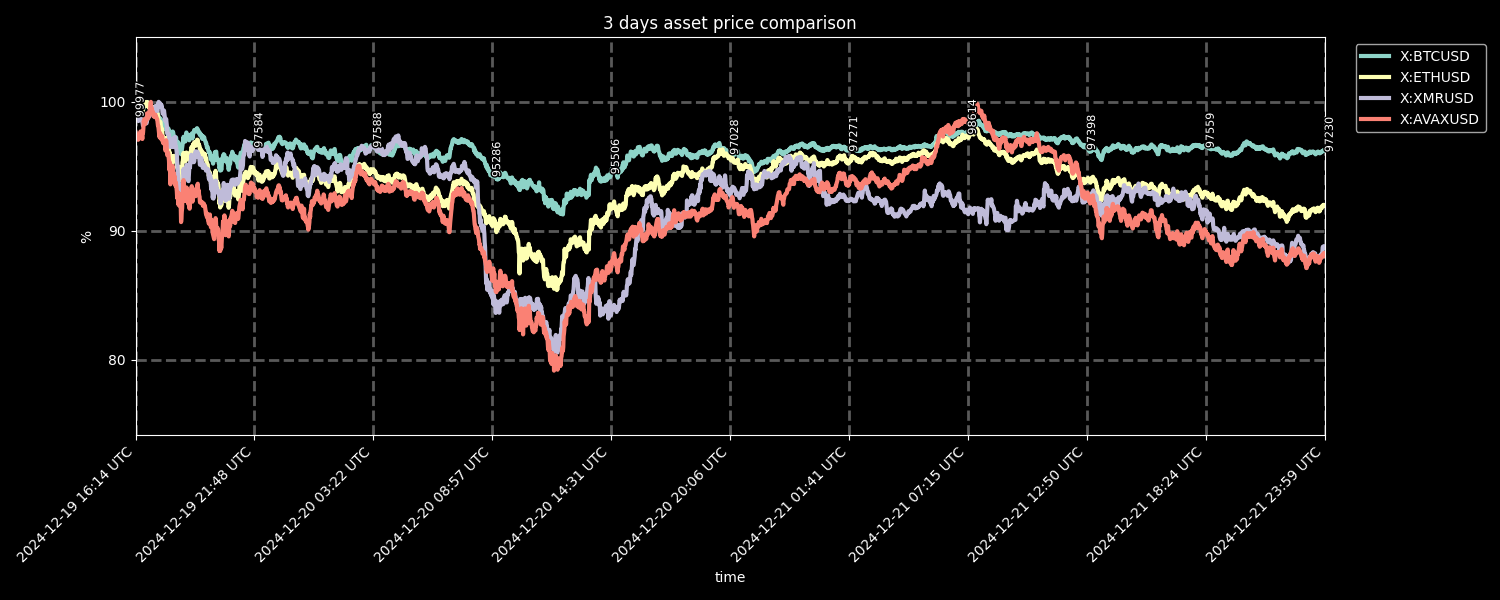 3 days asset price comparison
X:BTCUSD
X:ETHUSD
X:XMRUSD
X:AVAXUSD
100
90
80
%
99977
97584
97588
95286
95506
97028
97271
98614
97398
97559
97230
2024-12-19 16:14 UTC
2024-12-19 21:48 UTC
2024-12-20 03:22 UTC
2024-12-20 08:57 UTC
2024-12-20 14:31 UTC
2024-12-20 20:06 UTC
2024-12-21 01:41 UTC
2024-12-21 07:15 UTC
2024-12-21 12:50 UTC
2024-12-21 18:24 UTC
2024-12-21 23:59 UTC
time